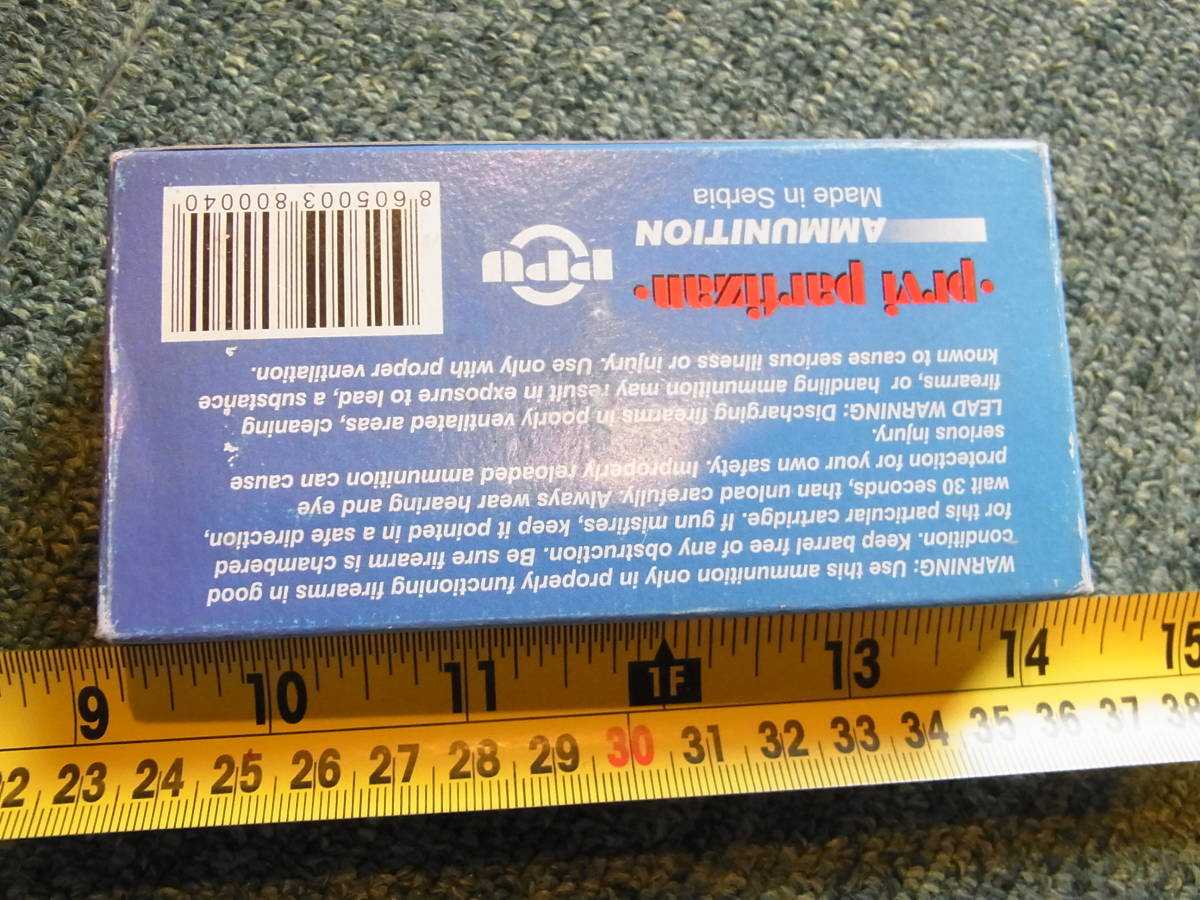 WARNING: Use this ammunition only in properly functioning firearms in good
condition. Keep barrel free of any obstruction. Be sure firearm is chambered
for this particular cartridge. If gun misfires, keep it pointed in a safe direction,
wait 30 seconds, than unload carefully. Always wear hearing and eye
protection for your own safety. Improperly reloaded ammunition can cause
serious injury.
LEAD WARNING: Discharging firearms in poorly ventilated areas, cleaning
firearms, or handling ammunition may result in exposure to lead, a substance
known to cause serious illness or injury. Use only with proper ventilation.
•prvi partizan•
AMMUNITION
Made in Serbia
PPU
8 605003 800040
9 10 11 1F 13 14 15
22 23 24 25 26 27 28 29 30 31 32 33 34 35 36 37 38